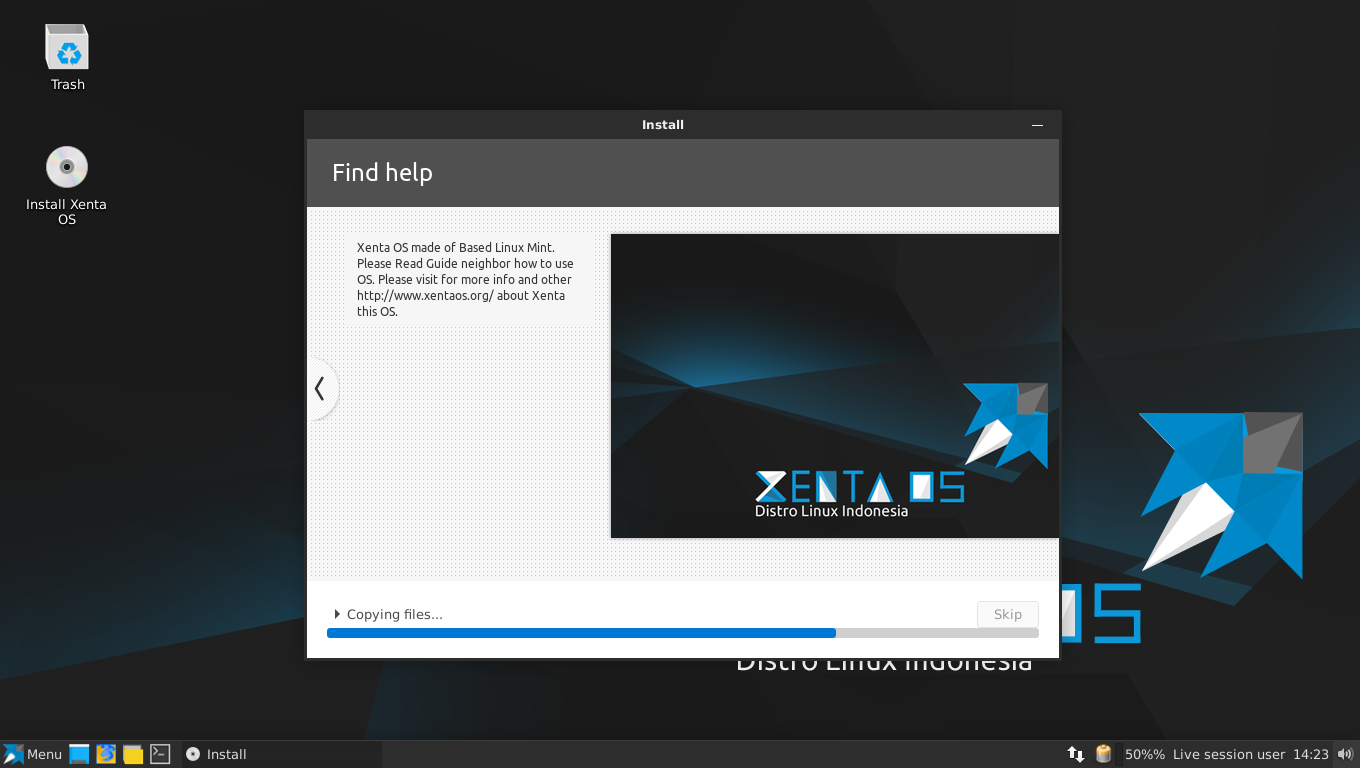 Trash
Install Xenta
OS
Install
Find help
Xenta OS made of Based Linux Mint.
Please Read Guide neighbor how to use
OS. Please visit for more info and other
http://www.xentaos.org/ about Xenta
this OS.
XENTA OS
Distro Linux Indonesia
Copying files...
Skip
OS
Distro Linux Indonesia
Menu
Install
50%%
Live session user
14:23